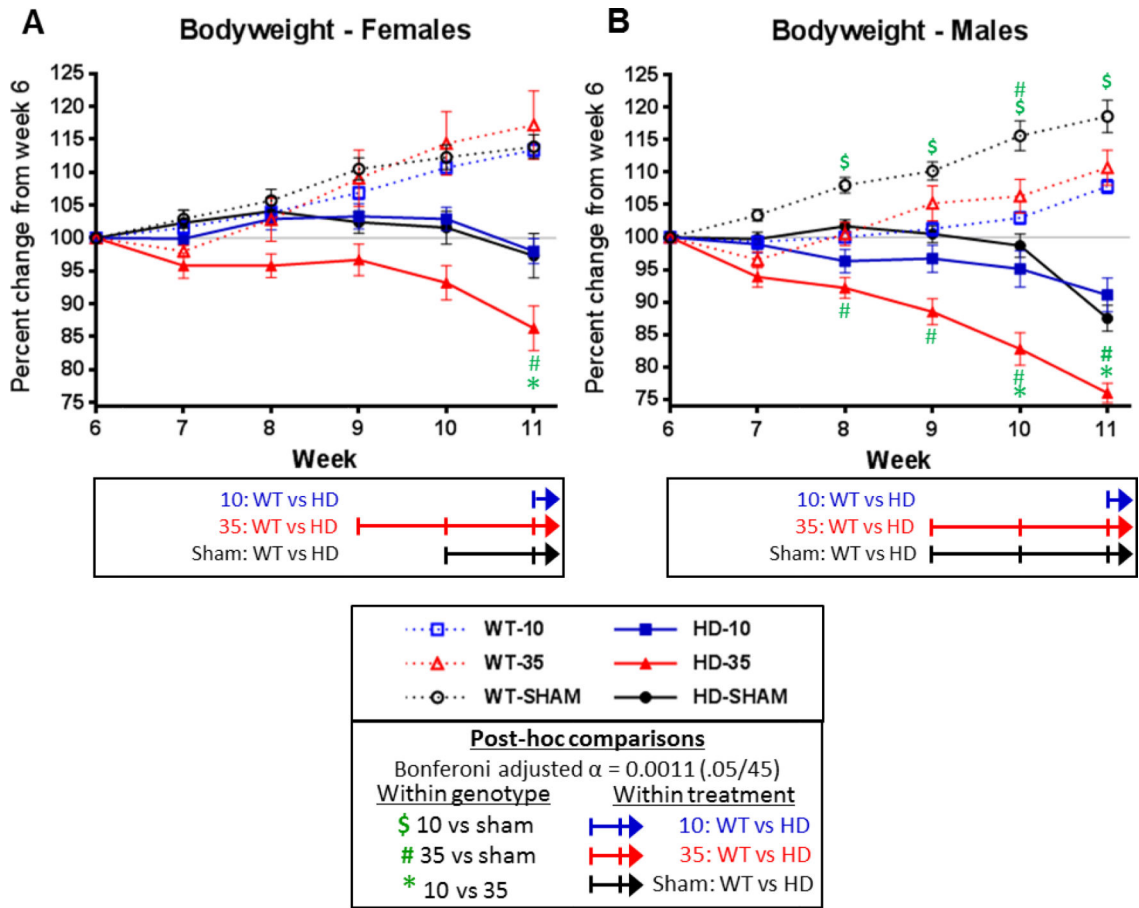 A
Bodyweight - Females
Percent change from week 6
125
120
115
110
105
100
95
90
85
80
75
#
*
6 7 8 9 10 11
Week
10: WT vs HD
35: WT vs HD
Sham: WT vs HD
B
Bodyweight - Males
Percent change from week 6
125
120
115
110
105
100
95
90
85
80
75
$
$
#
$
$
#
#
#
*
#
*
6 7 8 9 10 11
Week
10: WT vs HD
35: WT vs HD
Sham: WT vs HD
WT-10 HD-10
WT-35 HD-35
WT-SHAM HD-SHAM
Post-hoc comparisons
Bonferoni adjusted α = 0.0011 (.05/45)
Within genotype Within treatment
$ 10 vs sham 10: WT vs HD
# 35 vs sham 35: WT vs HD
* 10 vs 35 Sham: WT vs HD